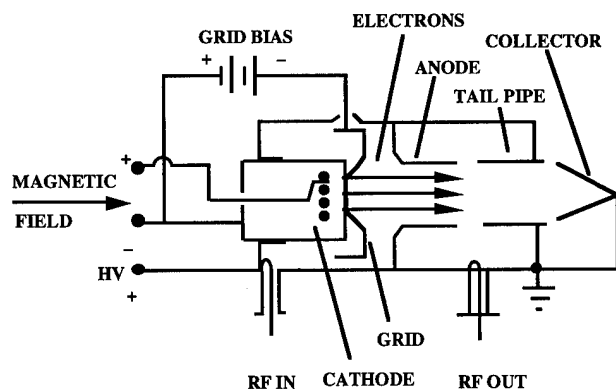 ELECTRONS
GRID BIAS
COLLECTOR
+ −
ANODE
TAIL PIPE
+
MAGNETIC
FIELD
−
HV
+
GRID
CATHODE
RF IN
RF OUT